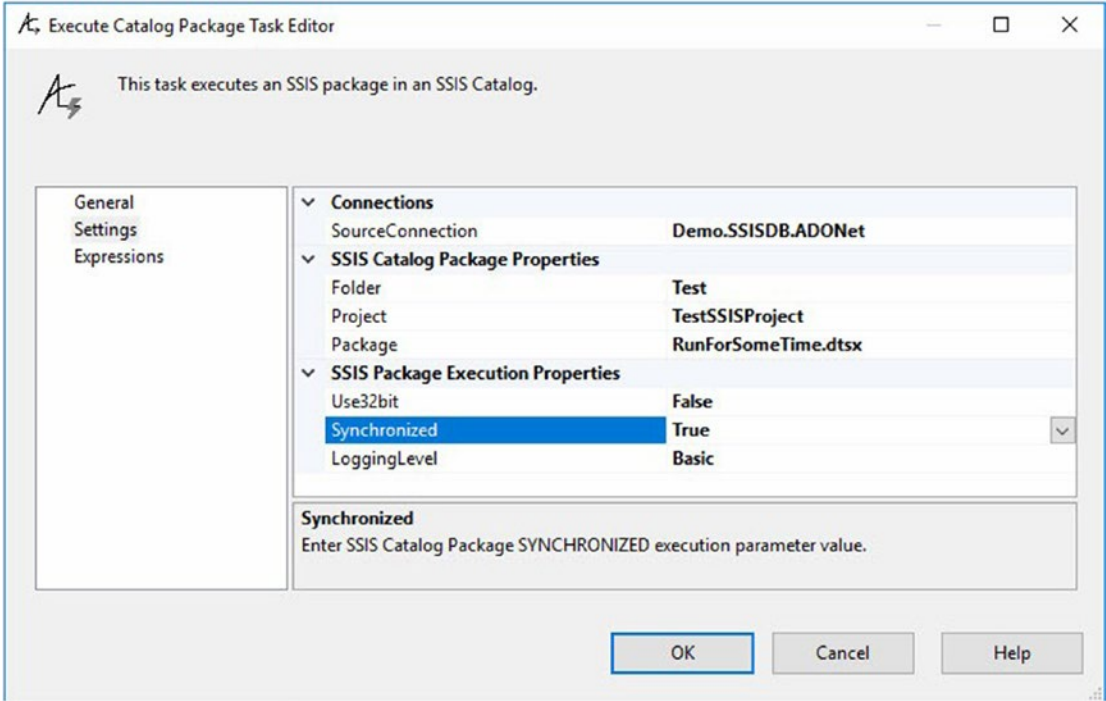 Execute Catalog Package Task Editor
This task executes an SSIS package in an SSIS Catalog.
General
Settings
Expressions
Connections
SourceConnection Demo.SSISDB.ADONet
SSIS Catalog Package Properties
Folder Test
Project TestSSISProject
Package RunForSomeTime.dtsx
SSIS Package Execution Properties
Use32bit False
Synchronized True
LoggingLevel Basic
Synchronized
Enter SSIS Catalog Package SYNCHRONIZED execution parameter value.
OK Cancel Help